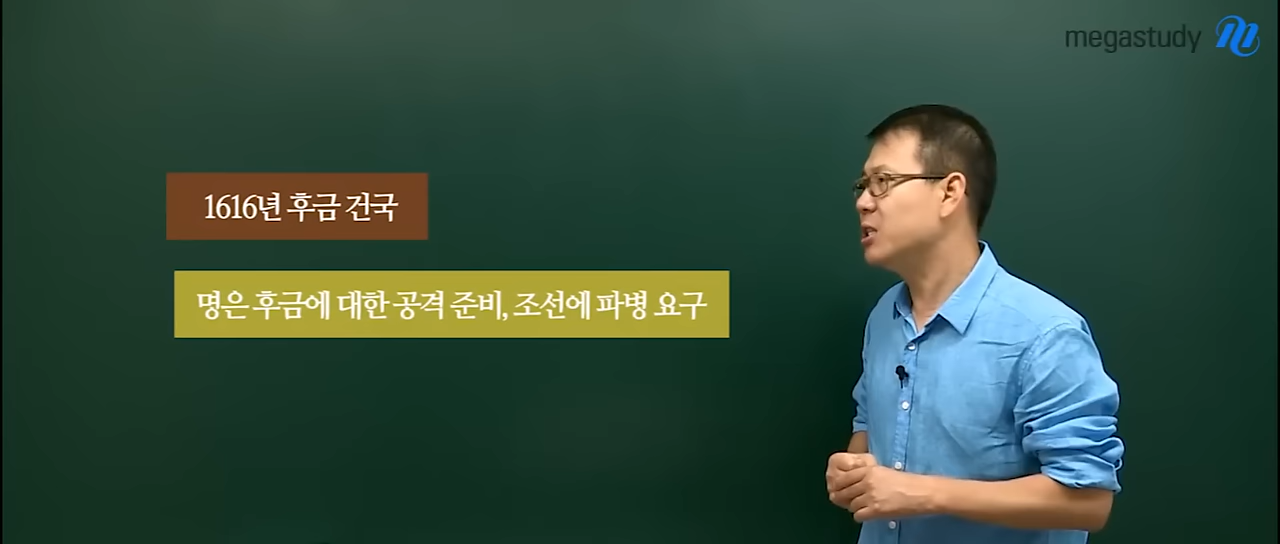 megastudy
1616년 후금 건국
명은 후금에 대한 공격 준비, 조선에 파병 요구